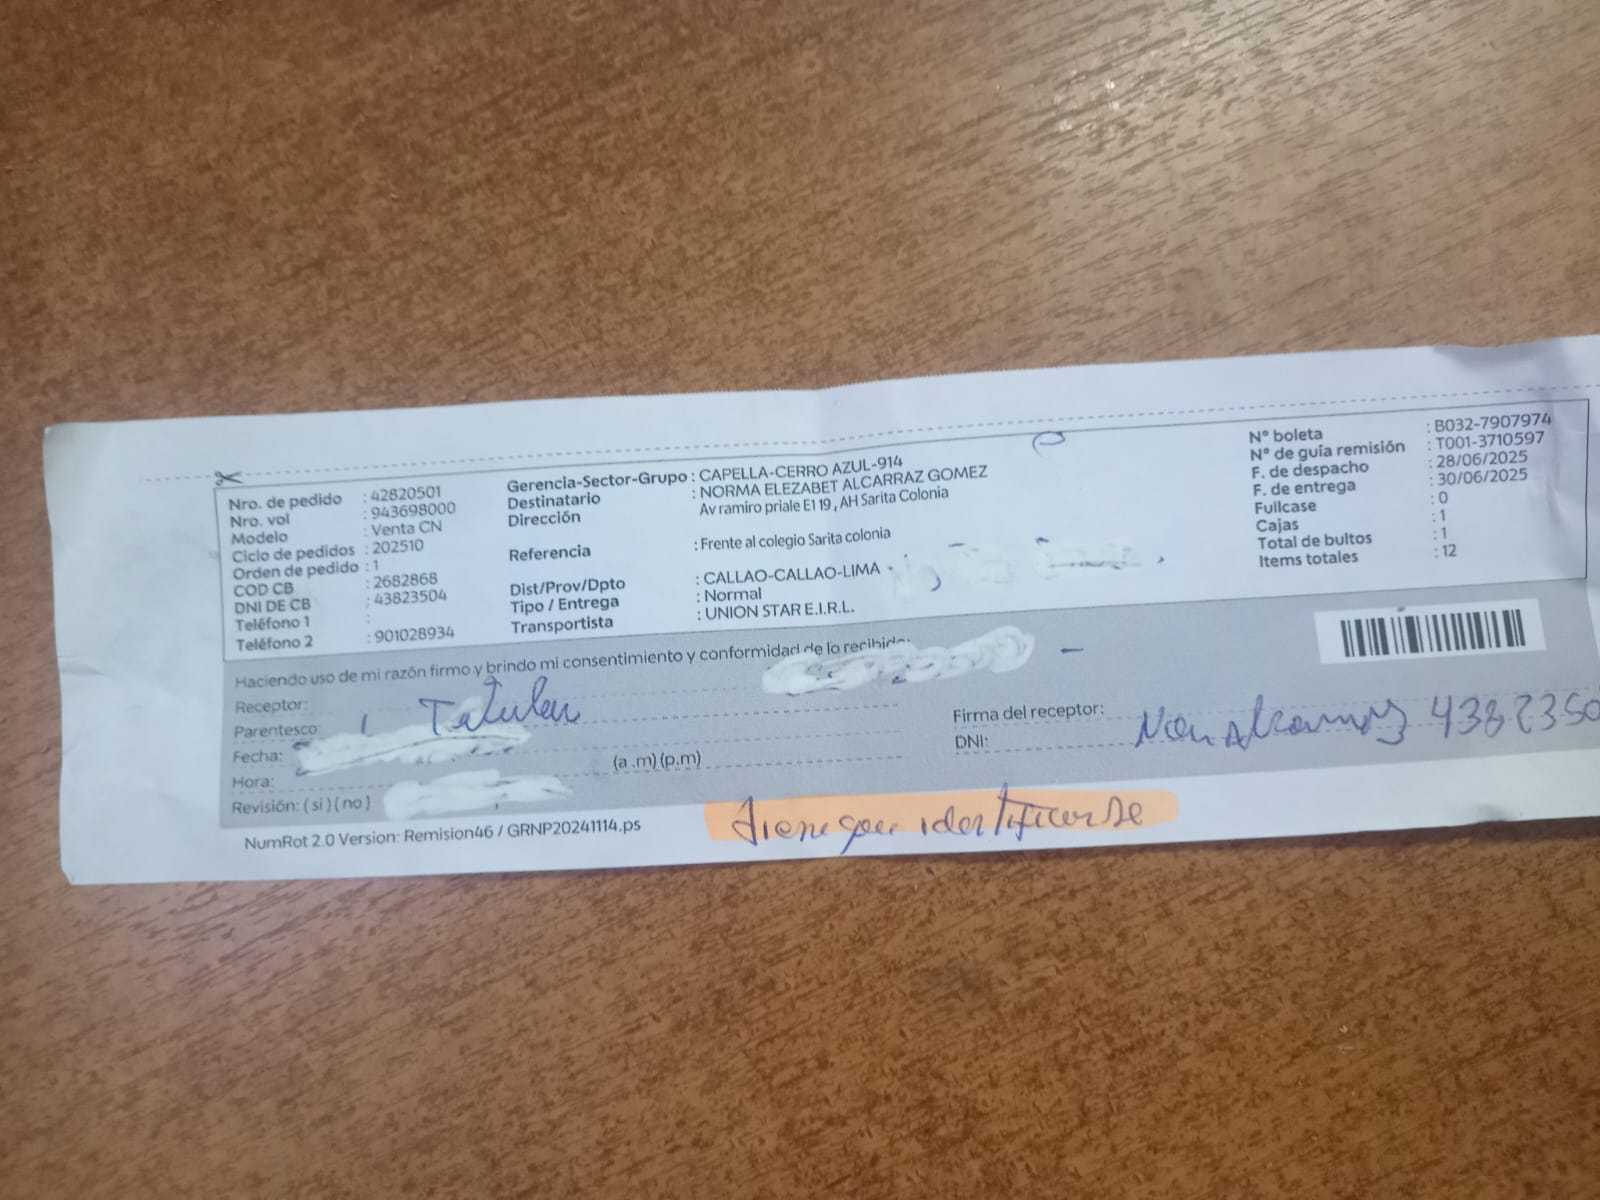 Nro. de pedido : 42820501
Nro. vol : 943698000
Modelo : Venta CN
Ciclo de pedidos : 202510
Orden de pedido : 1
COD CB : 2682868
DNI DE CB : 43823504
Teléfono 1 :
Teléfono 2 : 901028934
Gerencia-Sector-Grupo : CAPELLA-CERRO AZUL-914
Destinatario : NORMA ELEZABET ALCARRAZ GOMEZ
Dirección Av ramiro priale E1 19 , AH Sarita Colonia
Referencia : Frente al colegio Sarita colonia
Dist/Prov/Dpto : CALLAO-CALLAO-LIMA
Tipo / Entrega : Normal
Transportista : UNION STAR E.I.R.L.
N° boleta : B032-7907974
N° de guía remisión : T001-3710597
F. de despacho : 28/06/2025
F. de entrega : 30/06/2025
Fullcase : 0
Cajas : 1
Total de bultos : 1
Items totales : 12
Haciendo uso de mi razón firmo y brindo mi consentimiento y conformidad de lo recibido:
Receptor:
Parentesco: Titular
Fecha:
Hora: (a .m) (p.m)
Revisión: ( si ) ( no )
Firma del receptor:
DNI: 4382350
NumRot 2.0 Version: Remision46 / GRNP20241114.ps
tiene que identificarse